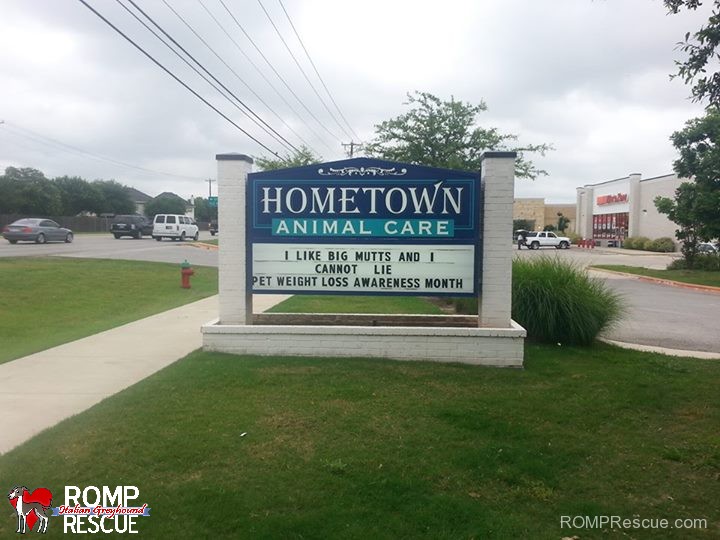 HOMETOWN
ANIMAL CARE
I LIKE BIG MUTTS AND I
CANNOT LIE
PET WEIGHT LOSS AWARENESS MONTH
ROMP
Italian Greyhound
RESCUE
ROMPRescue.com